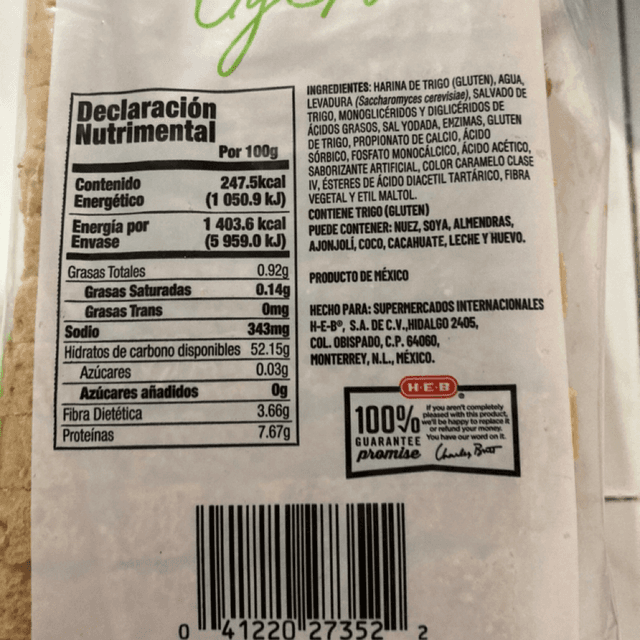 Declaración
Nutrimental
Por 100g
Contenido Energético 247.5kcal (1 050.9 kJ)
Energía por Envase 1 403.6 kcal (5 959.0 kJ)
Grasas Totales 0.92g
Grasas Saturadas 0.14g
Grasas Trans 0mg
Sodio 343mg
Hidratos de carbono disponibles 52.15g
Azúcares 0.03g
Azúcares añadidos 0g
Fibra Dietética 3.66g
Proteínas 7.67g
INGREDIENTES: HARINA DE TRIGO (GLUTEN), AGUA,
LEVADURA (Saccharomyces cerevisiae), SALVADO DE
TRIGO, MONOGLICÉRIDOS Y DIGLICÉRIDOS DE
ÁCIDOS GRASOS, SAL YODADA, ENZIMAS, GLUTEN
DE TRIGO, PROPIONATO DE CALCIO, ÁCIDO
SÓRBICO, FOSFATO MONOCÁLCICO, ÁCIDO ACÉTICO,
SABORIZANTE ARTIFICIAL, COLOR CARAMELO CLASE
IV, ÉSTERES DE ÁCIDO DIACETIL TARTÁRICO, FIBRA
VEGETAL Y ETIL MALTOL.
CONTIENE TRIGO (GLUTEN)
PUEDE CONTENER: NUEZ, SOYA, ALMENDRAS,
AJONJOLÍ, COCO, CACAHUATE, LECHE Y HUEVO.
PRODUCTO DE MÉXICO
HECHO PARA: SUPERMERCADOS INTERNACIONALES
H-E-B®, S.A. DE C.V.,HIDALGO 2405,
COL. OBISPADO, C.P. 64060,
MONTERREY, N.L., MÉXICO.
H-E-B®
100%
GUARANTEE
promise
If you aren't completely
pleased with this product,
we'll be happy to replace it
or refund your money.
You have our word on it.
Charles Butt
0 41220 27352 2